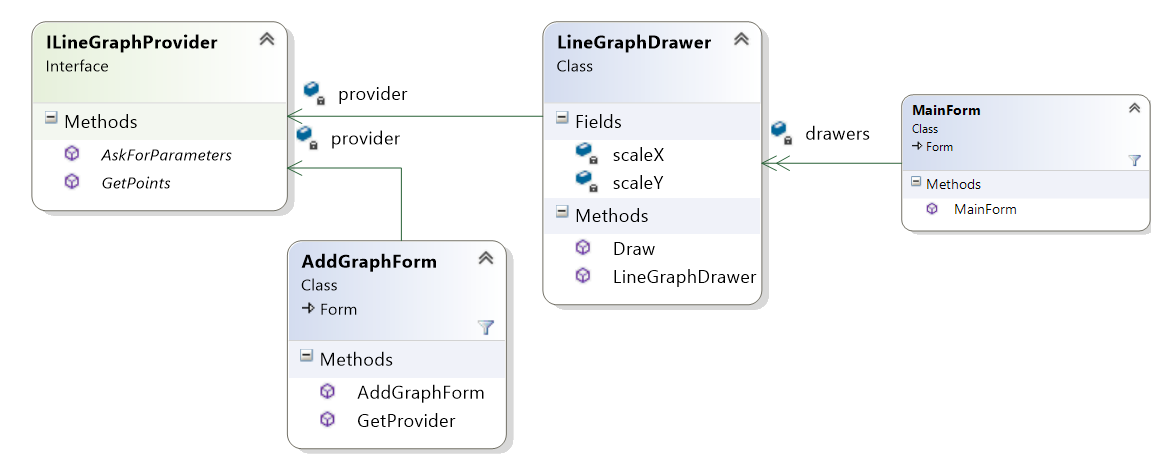 ILineGraphProvider
Interface
Methods
AskForParameters
GetPoints
provider
provider
AddGraphForm
Class
Form
Methods
AddGraphForm
GetProvider
LineGraphDrawer
Class
Fields
scaleX
scaleY
Methods
Draw
LineGraphDrawer
drawers
MainForm
Class
Form
Methods
MainForm